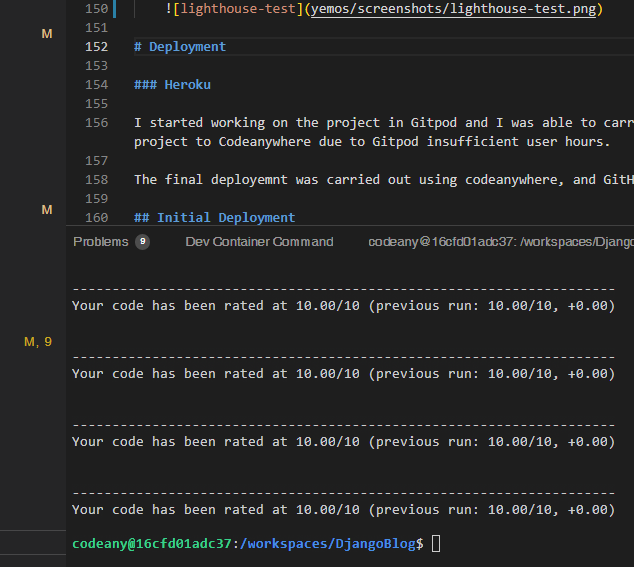 150 ![lighthouse-test](yemos/screenshots/lighthouse-test.png)
151
M
152 # Deployment
153
154 ### Heroku
155
156 I started working on the project in Gitpod and I was able to carr
project to Codeanywhere due to Gitpod insufficient user hours.
157
158 The final deployemnt was carried out using codeanywhere, and GitH
159
M
160 ## Initial Deployment
Problems 9 Dev Container Command codeany@16cfd01adc37: /workspaces/Django
--------------------------------------------------------------------
Your code has been rated at 10.00/10 (previous run: 10.00/10, +0.00)
M, 9
--------------------------------------------------------------------
Your code has been rated at 10.00/10 (previous run: 10.00/10, +0.00)
--------------------------------------------------------------------
Your code has been rated at 10.00/10 (previous run: 10.00/10, +0.00)
--------------------------------------------------------------------
Your code has been rated at 10.00/10 (previous run: 10.00/10, +0.00)
codeany@16cfd01adc37:/workspaces/DjangoBlog$